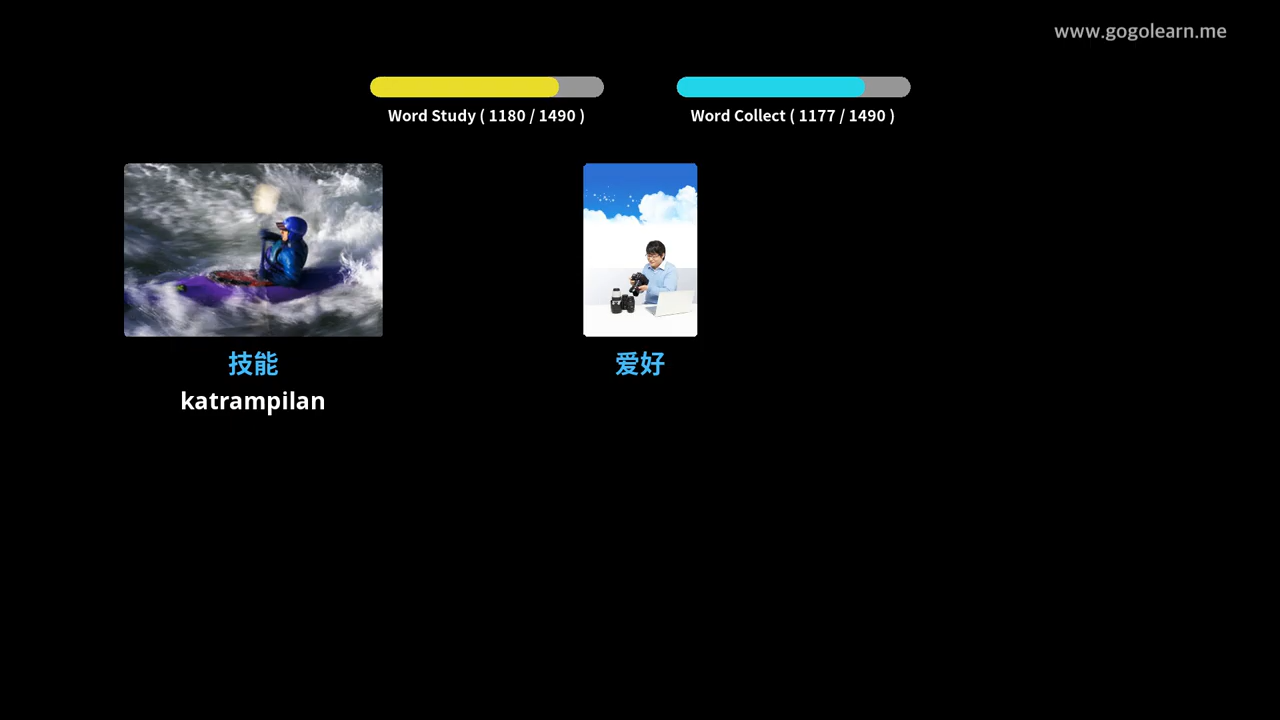 www.gogolearn.me
Word Study ( 1180 / 1490 )
Word Collect ( 1177 / 1490 )
技能
katrampilan
爱好